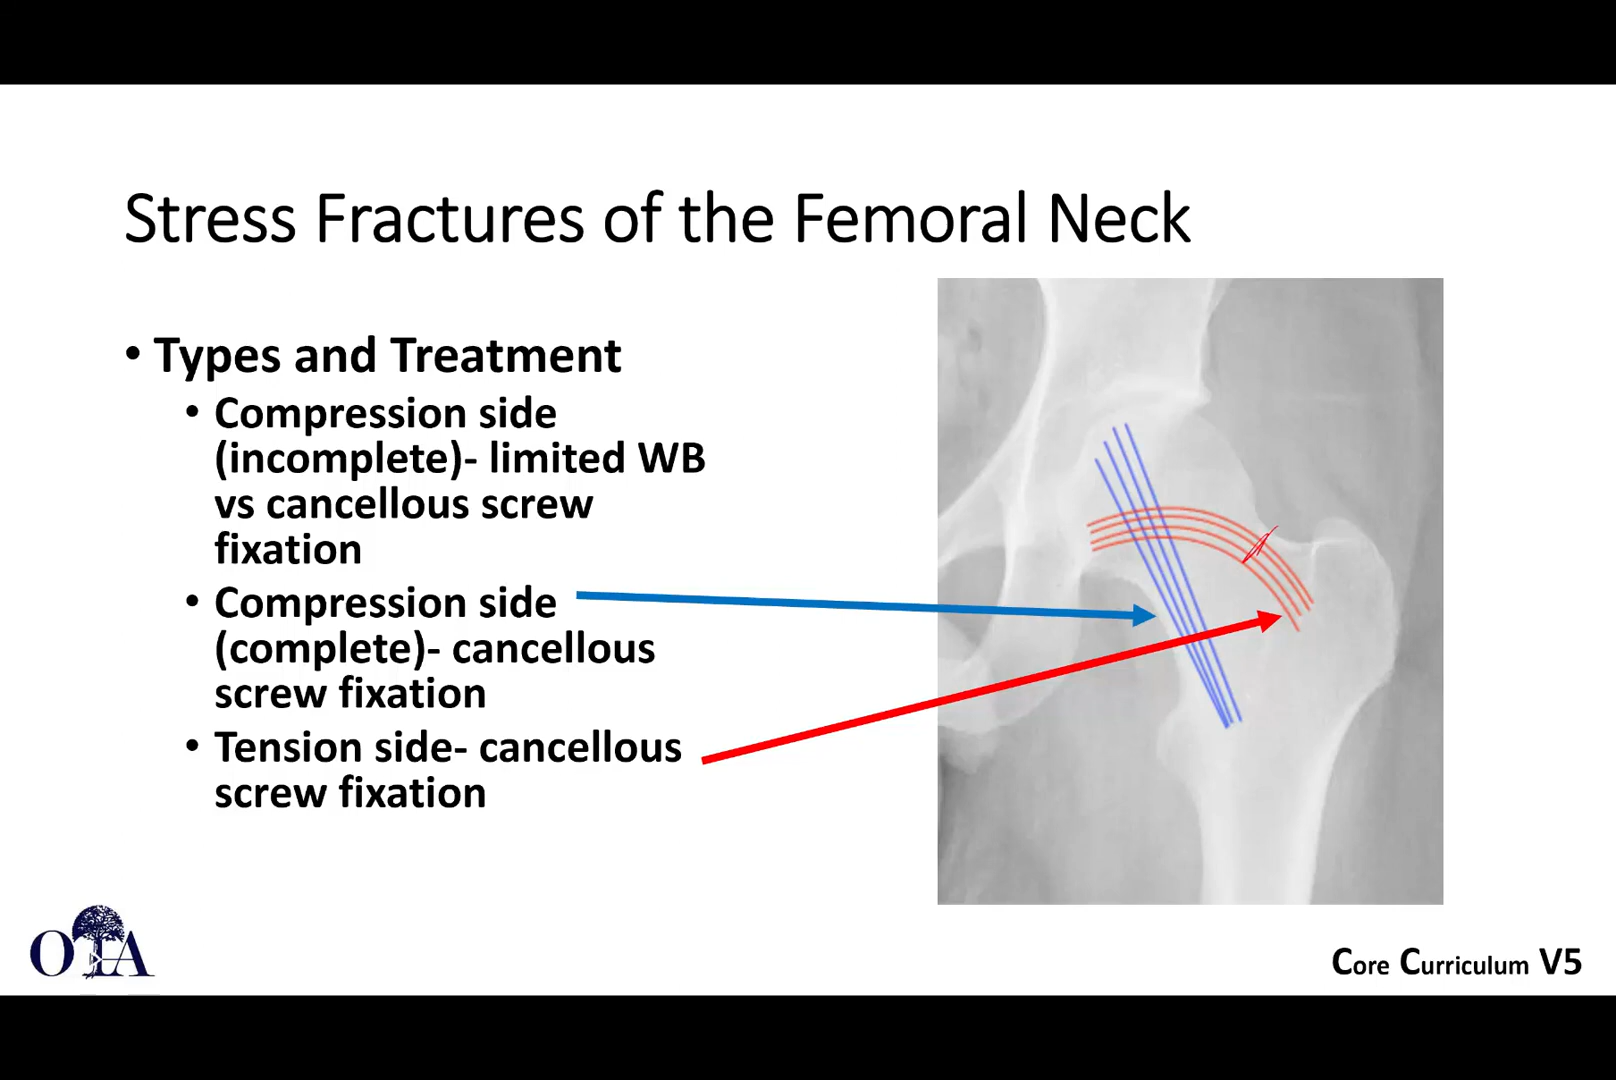 Stress Fractures of the Femoral Neck
• Types and Treatment
• Compression side
(incomplete)- limited WB
vs cancellous screw
fixation
• Compression side
(complete)- cancellous
screw fixation
• Tension side- cancellous
screw fixation
OTA
Core Curriculum V5